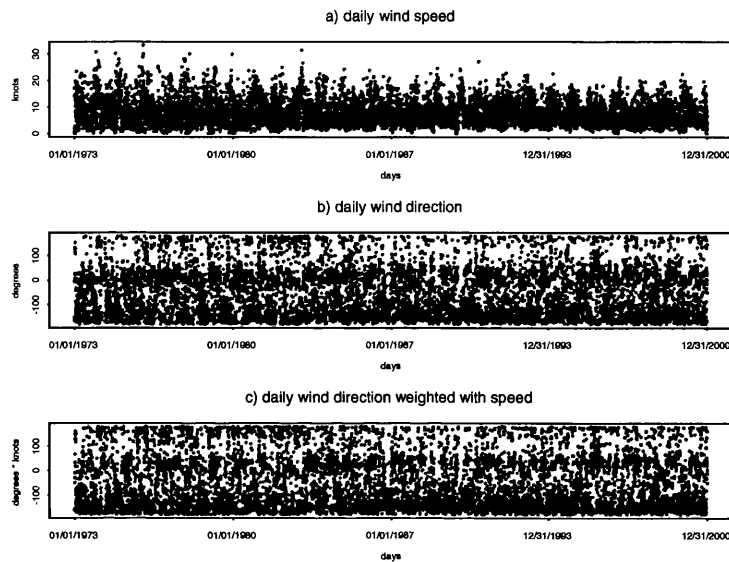 a) daily wind speed
30
20
10
0
knots
01/01/1973 01/01/1980 01/01/1987 12/31/1993 12/31/2000
days
b) daily wind direction
100
0
-100
degrees
01/01/1973 01/01/1980 01/01/1987 12/31/1993 12/31/2000
days
c) daily wind direction weighted with speed
100
0
-100
degrees * knots
01/01/1973 01/01/1980 01/01/1987 12/31/1993 12/31/2000
days